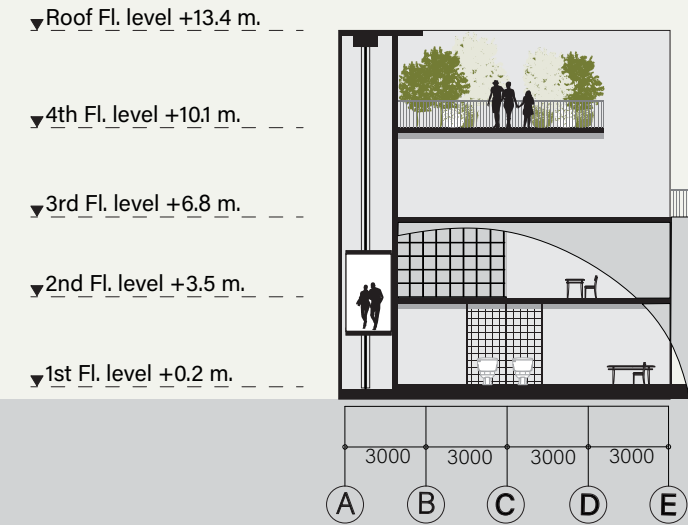 Roof Fl. level +13.4 m.
4th Fl. level +10.1 m.
3rd Fl. level +6.8 m.
2nd Fl. level +3.5 m.
1st Fl. level +0.2 m.
3000 3000 3000 3000
A B C D E